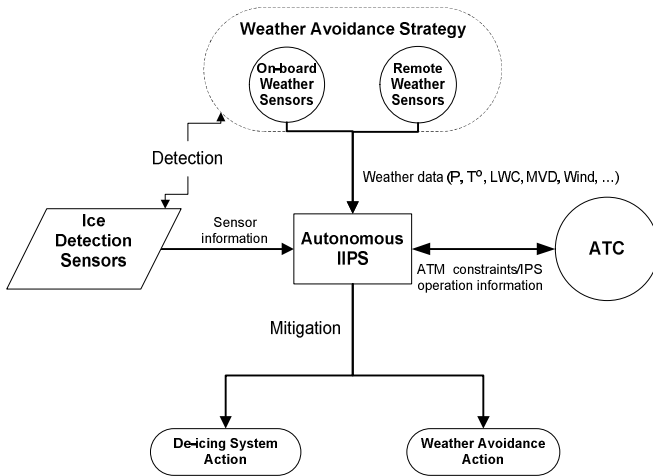 Weather Avoidance Strategy
On-board
Weather
Sensors
Remote
Weather
Sensors
Detection
Weather data (P, Tº, LWC, MVD, Wind, ...)
Ice
Detection
Sensors
Sensor
information
Autonomous
IIPS
ATC
ATM constraints/IPS
operation information
Mitigation
De-icing System
Action
Weather Avoidance
Action